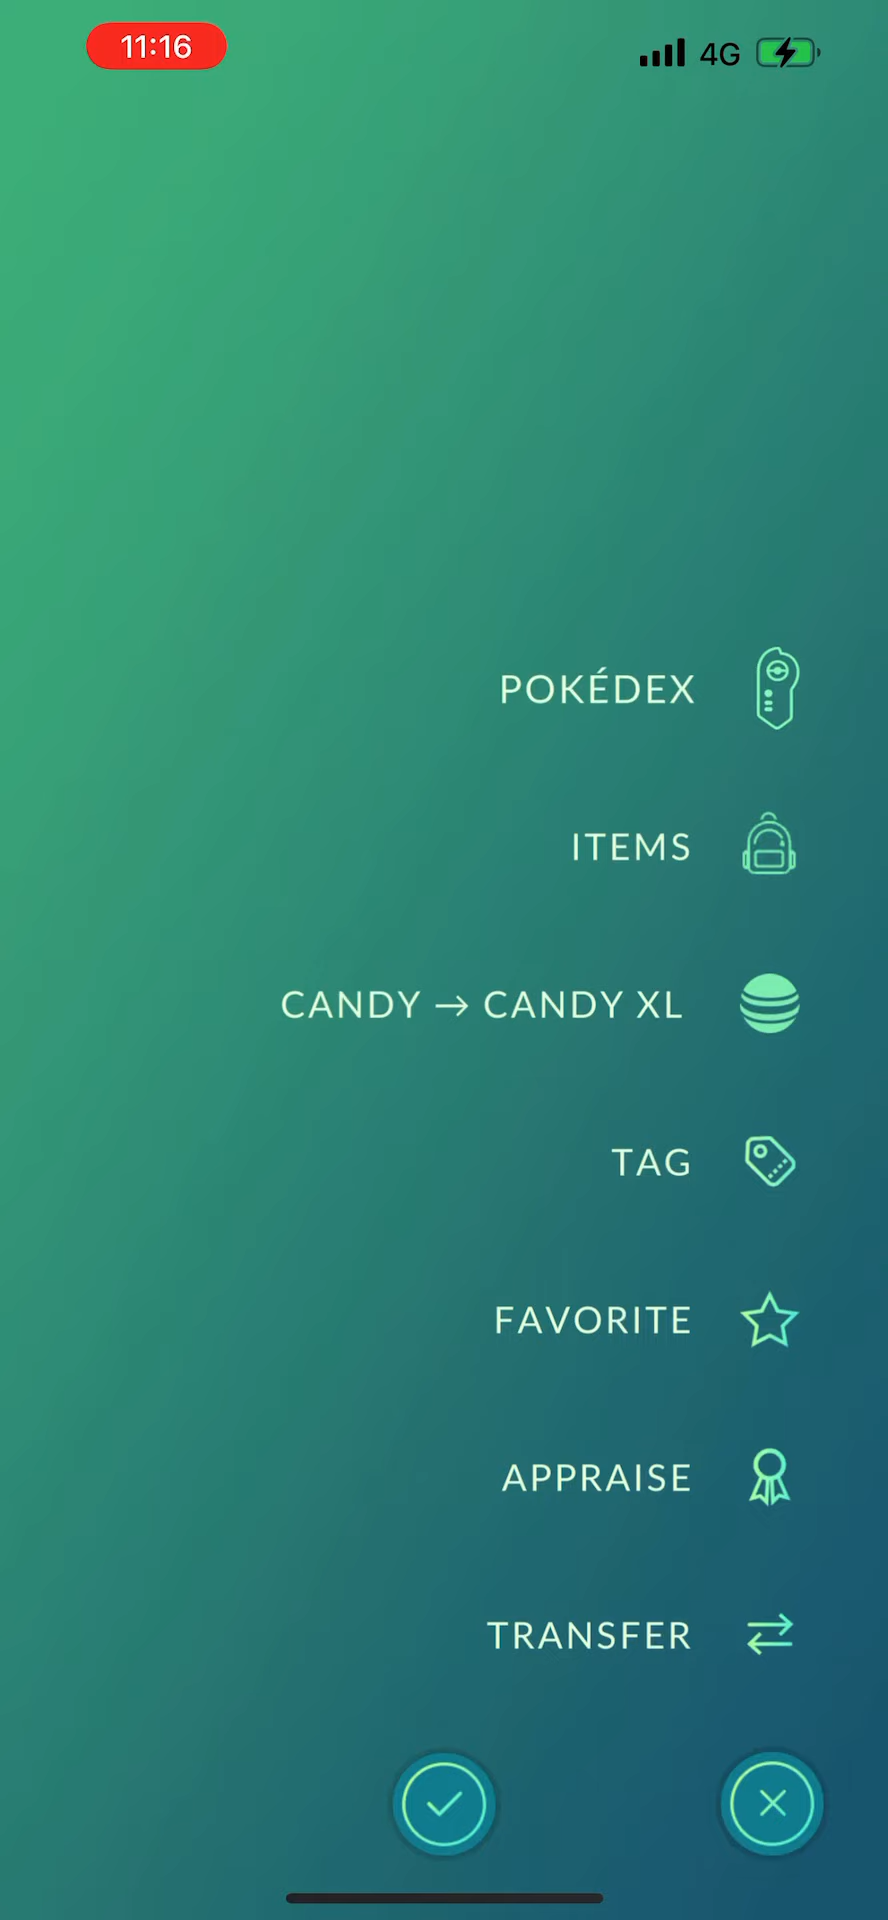 11:16 4G
POKÉDEX
ITEMS
CANDY → CANDY XL
TAG
FAVORITE
APPRAISE
TRANSFER